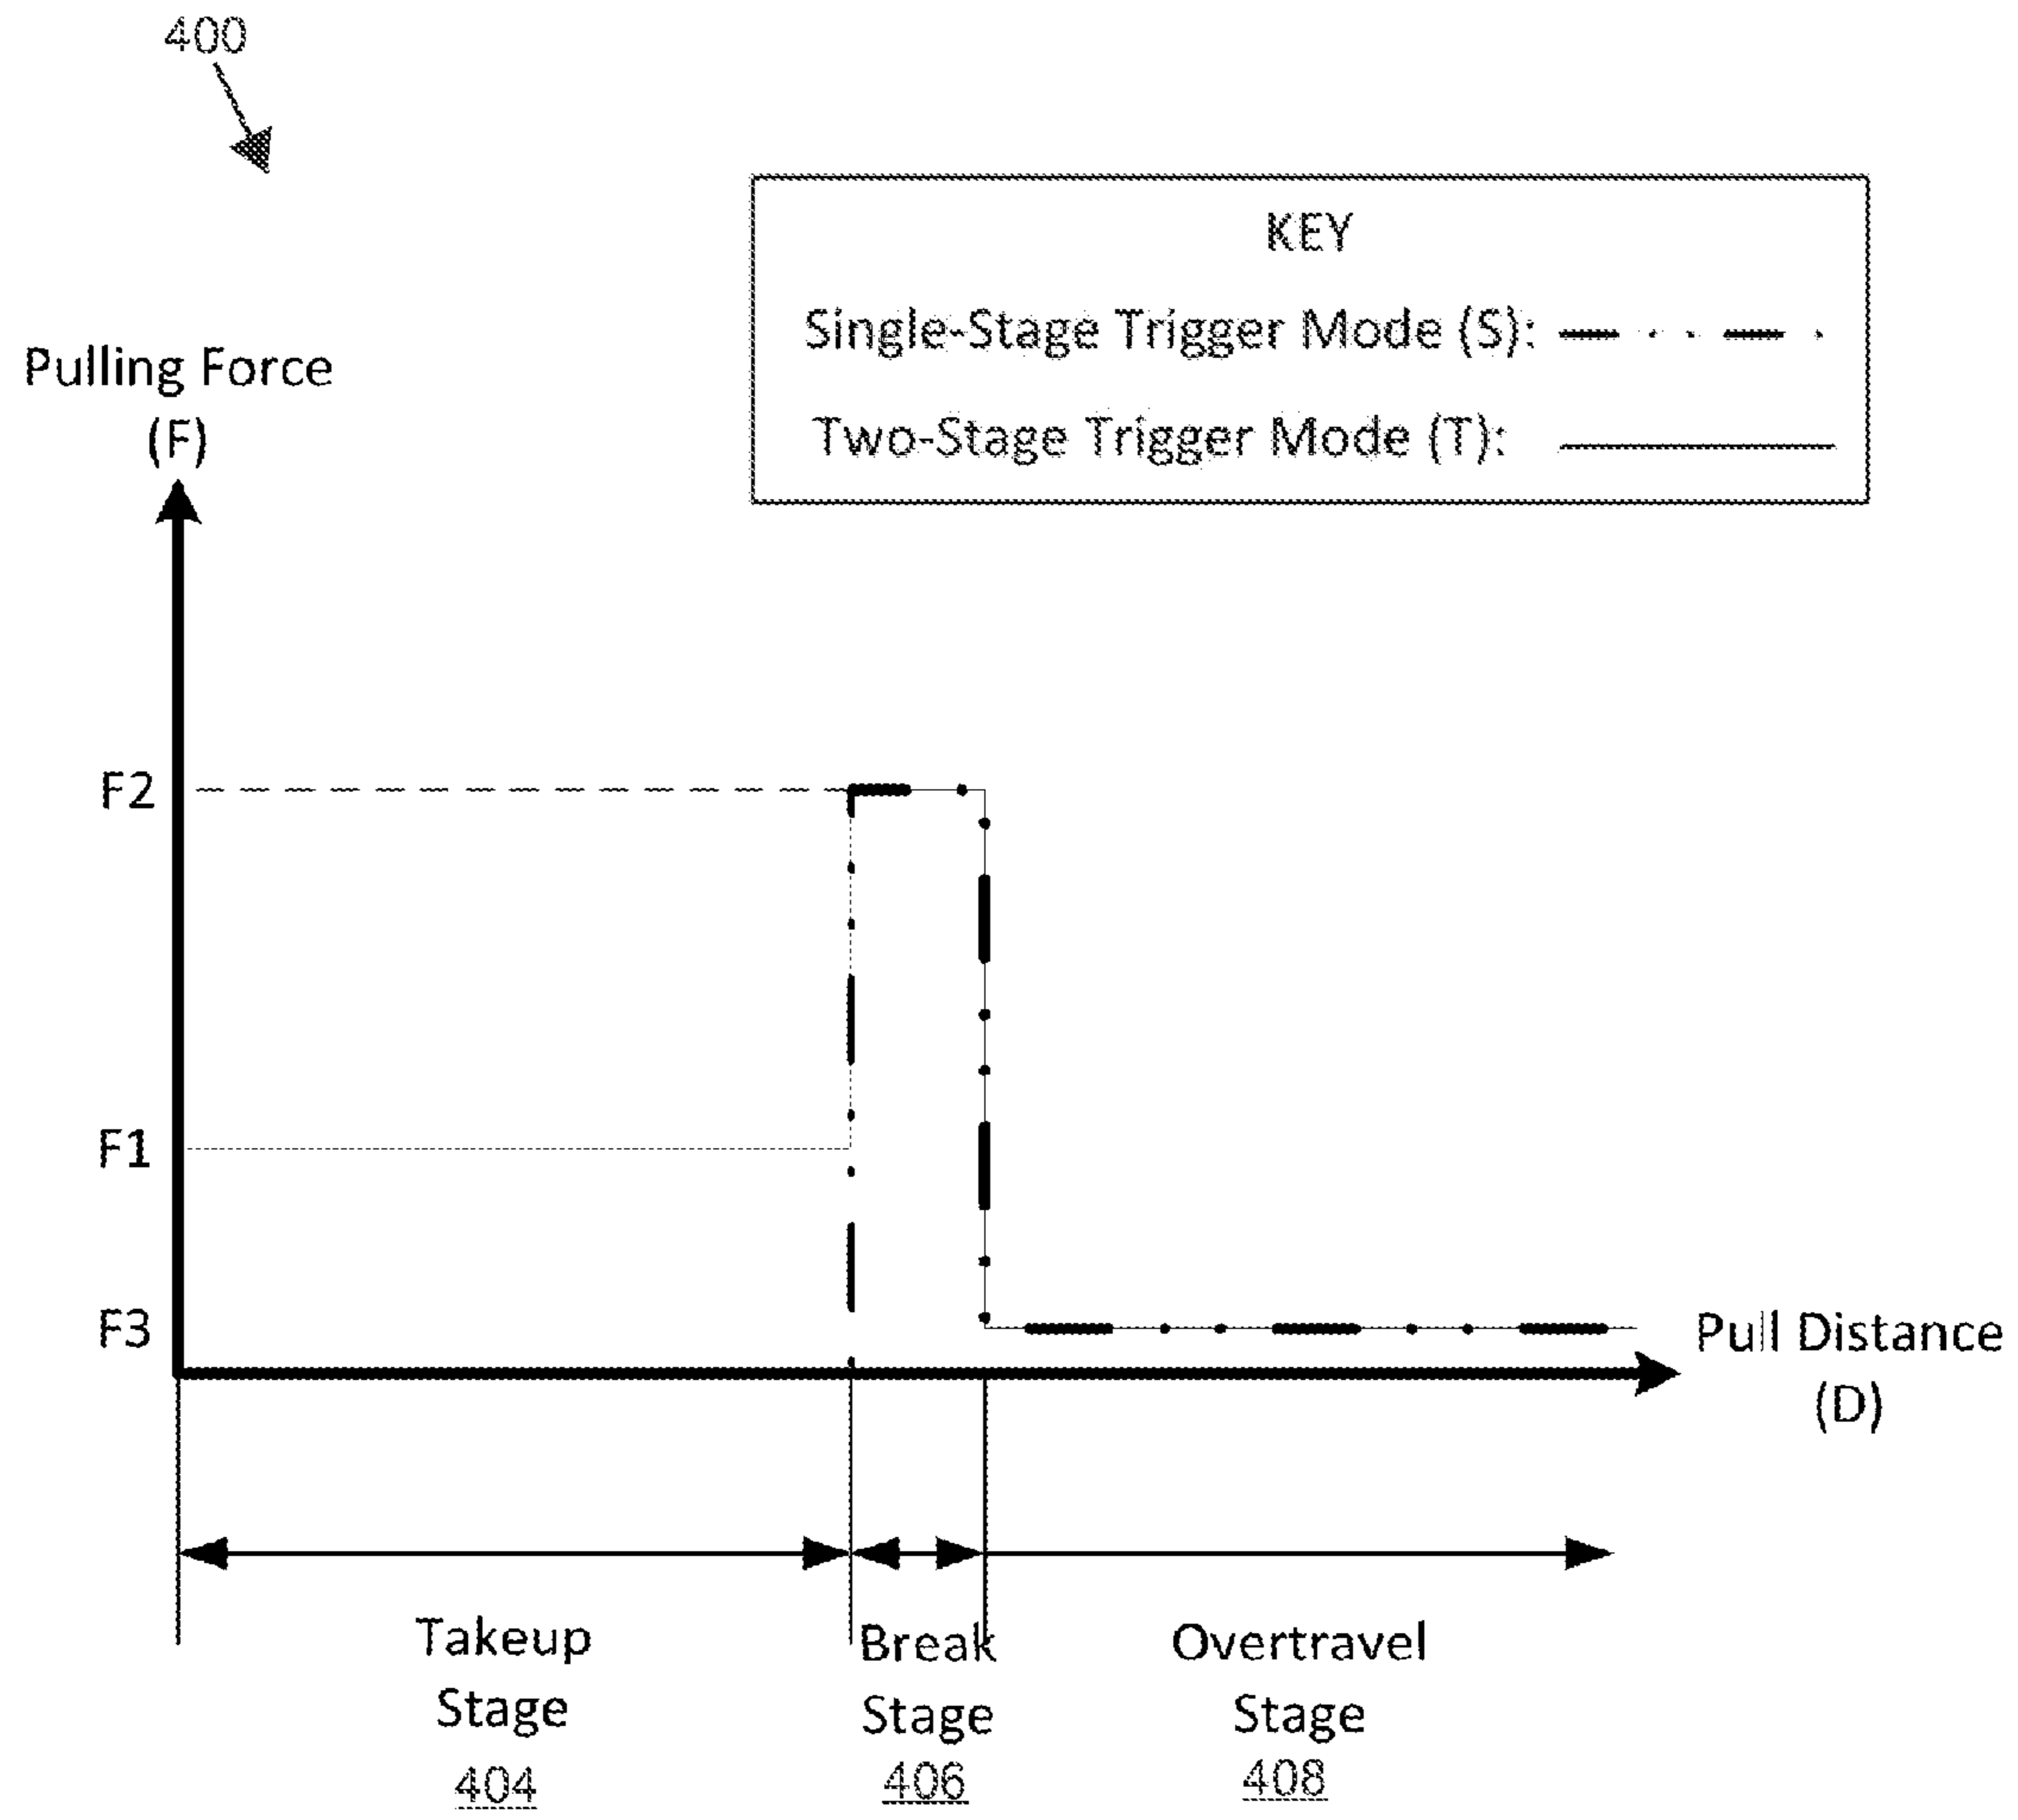 400
KEY
Single-Stage Trigger Mode (S):
Two-Stage Trigger Mode (T):
Pulling Force
(F)
F2
F1
F3
Pull Distance
(D)
Takeup
Stage
404
Break
Stage
406
Overtravel
Stage
408